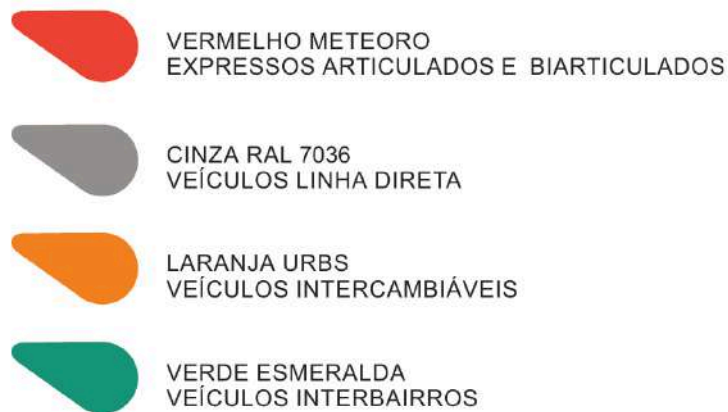 VERMELHO METEORO
EXPRESSOS ARTICULADOS E BIARTICULADOS
CINZA RAL 7036
VEÍCULOS LINHA DIRETA
LARANJA URBS
VEÍCULOS INTERCAMBIÁVEIS
VERDE ESMERALDA
VEÍCULOS INTERBAIRROS